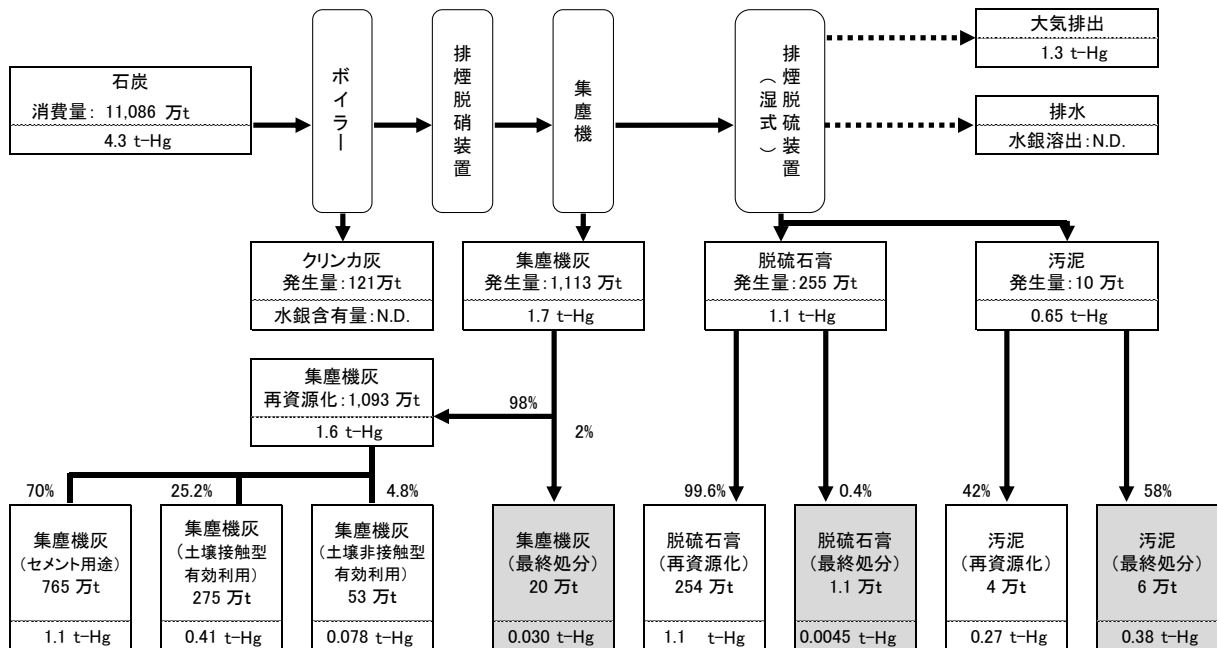 大気排出
1.3 t-Hg
石炭
消費量： 11,086 万t
4.3 t-Hg
ボイラー
排煙脱硝装置
集塵機
排煙脱硫装置
（湿式）
排水
水銀溶出：N.D.
クリンカ灰
発生量：121万t
水銀含有量：N.D.
集塵機灰
発生量：1,113 万t
1.7 t-Hg
脱硫石膏
発生量：255 万t
1.1 t-Hg
汚泥
発生量：10 万t
0.65 t-Hg
集塵機灰
再資源化：1,093 万t
1.6 t-Hg
98%
2%
70%
25.2%
4.8%
99.6%
0.4%
42%
58%
集塵機灰
（セメント用途）
765 万t
1.1 t-Hg
集塵機灰
（土壌接触型
有効利用）
275 万t
0.41 t-Hg
集塵機灰
（土壌非接触型
有効利用）
53 万t
0.078 t-Hg
集塵機灰
（最終処分）
20 万t
0.030 t-Hg
脱硫石膏
（再資源化）
254 万t
1.1 t-Hg
脱硫石膏
（最終処分）
1.1 万t
0.0045 t-Hg
汚泥
（再資源化）
4 万t
0.27 t-Hg
汚泥
（最終処分）
6 万t
0.38 t-Hg